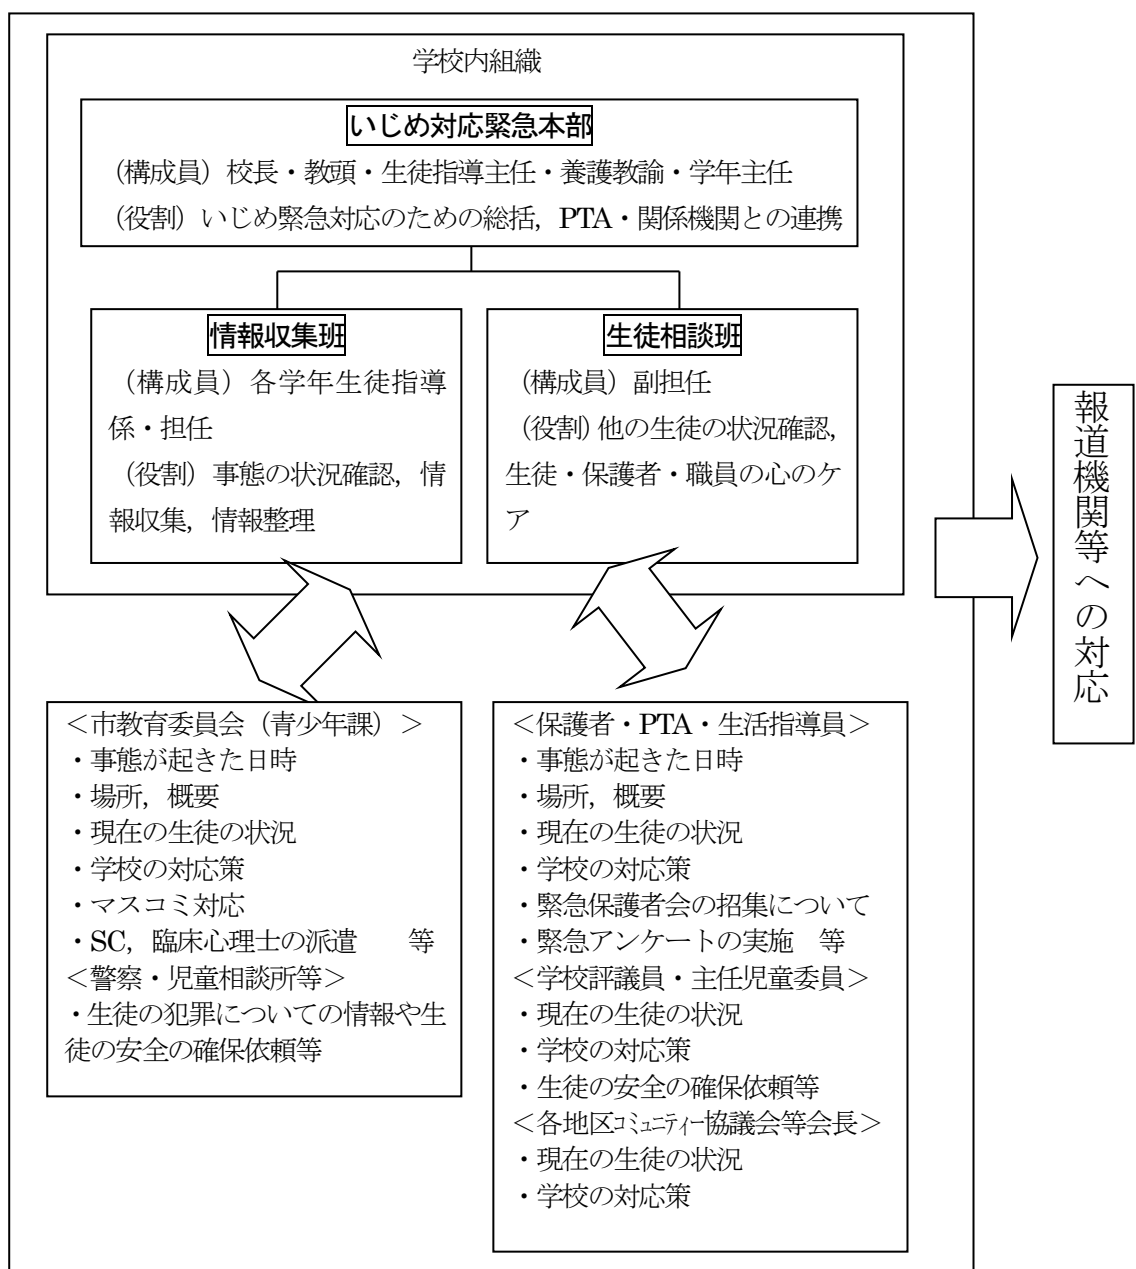 学校内組織
いじめ対応緊急本部
（構成員）校長・教頭・生徒指導主任・養護教諭・学年主任
（役割）いじめ緊急対応のための総括，PTA・関係機関との連携
情報収集班
（構成員）各学年生徒指導
係・担任
（役割）事態の状況確認，情
報収集，情報整理
生徒相談班
（構成員）副担任
（役割）他の生徒の状況確認，
生徒・保護者・職員の心のケ
ア
報道機関等への対応
＜市教育委員会（青少年課）＞
・事態が起きた日時
・場所，概要
・現在の生徒の状況
・学校の対応策
・マスコミ対応
・SC，臨床心理士の派遣　　等
＜警察・児童相談所等＞
・生徒の犯罪についての情報や生
徒の安全の確保依頼等
＜保護者・PTA・生活指導員＞
・事態が起きた日時
・場所，概要
・現在の生徒の状況
・学校の対応策
・緊急保護者会の招集について
・緊急アンケートの実施　等
＜学校評議員・主任児童委員＞
・現在の生徒の状況
・学校の対応策
・生徒の安全の確保依頼等
＜各地区コミュニティー協議会等会長＞
・現在の生徒の状況
・学校の対応策